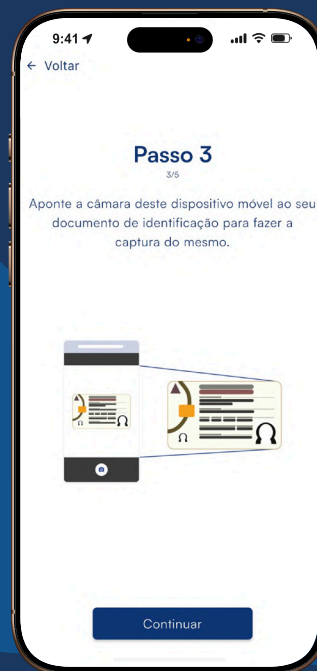 9:41
← Voltar
Passo 3
3/5
Aponte a câmara deste dispositivo móvel ao seu
documento de identificação para fazer a
captura do mesmo.
Continuar